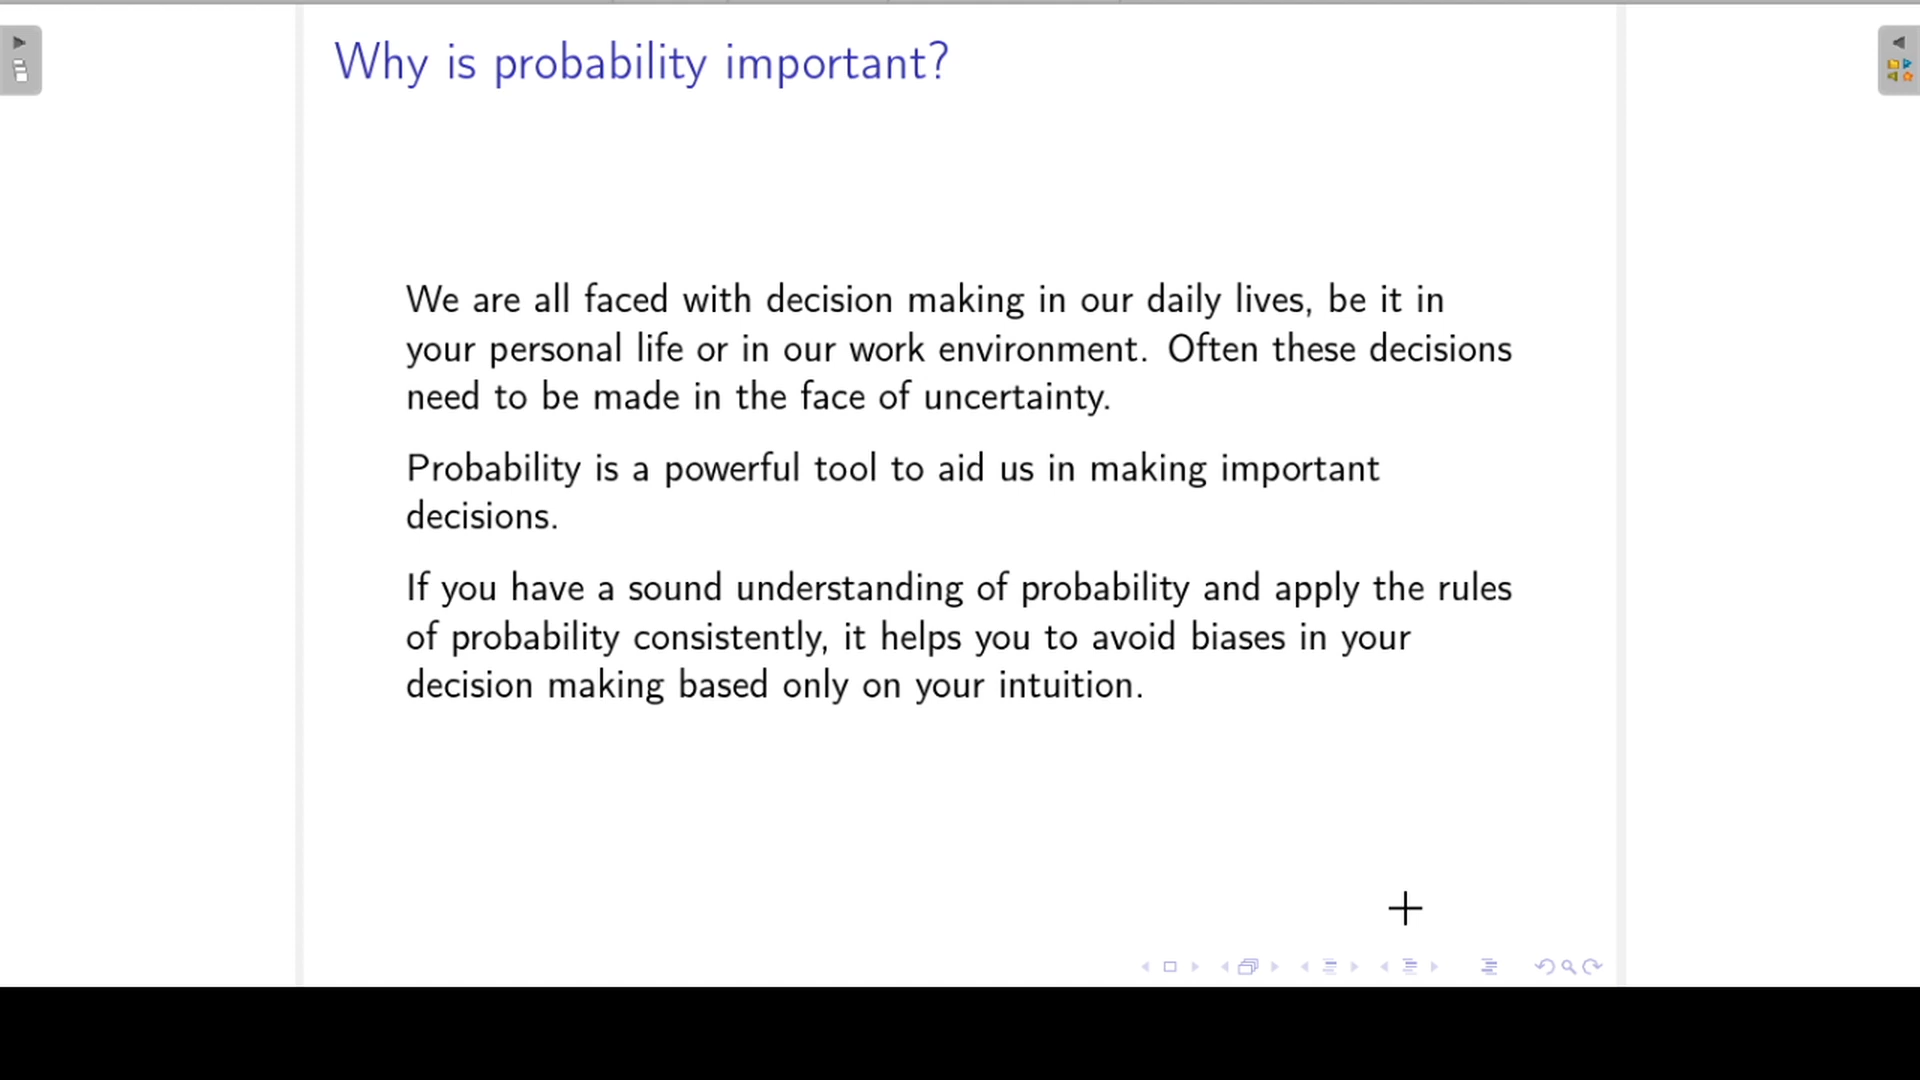 Why is probability important?
We are all faced with decision making in our daily lives, be it in
your personal life or in our work environment. Often these decisions
need to be made in the face of uncertainty.
Probability is a powerful tool to aid us in making important
decisions.
If you have a sound understanding of probability and apply the rules
of probability consistently, it helps you to avoid biases in your
decision making based only on your intuition.